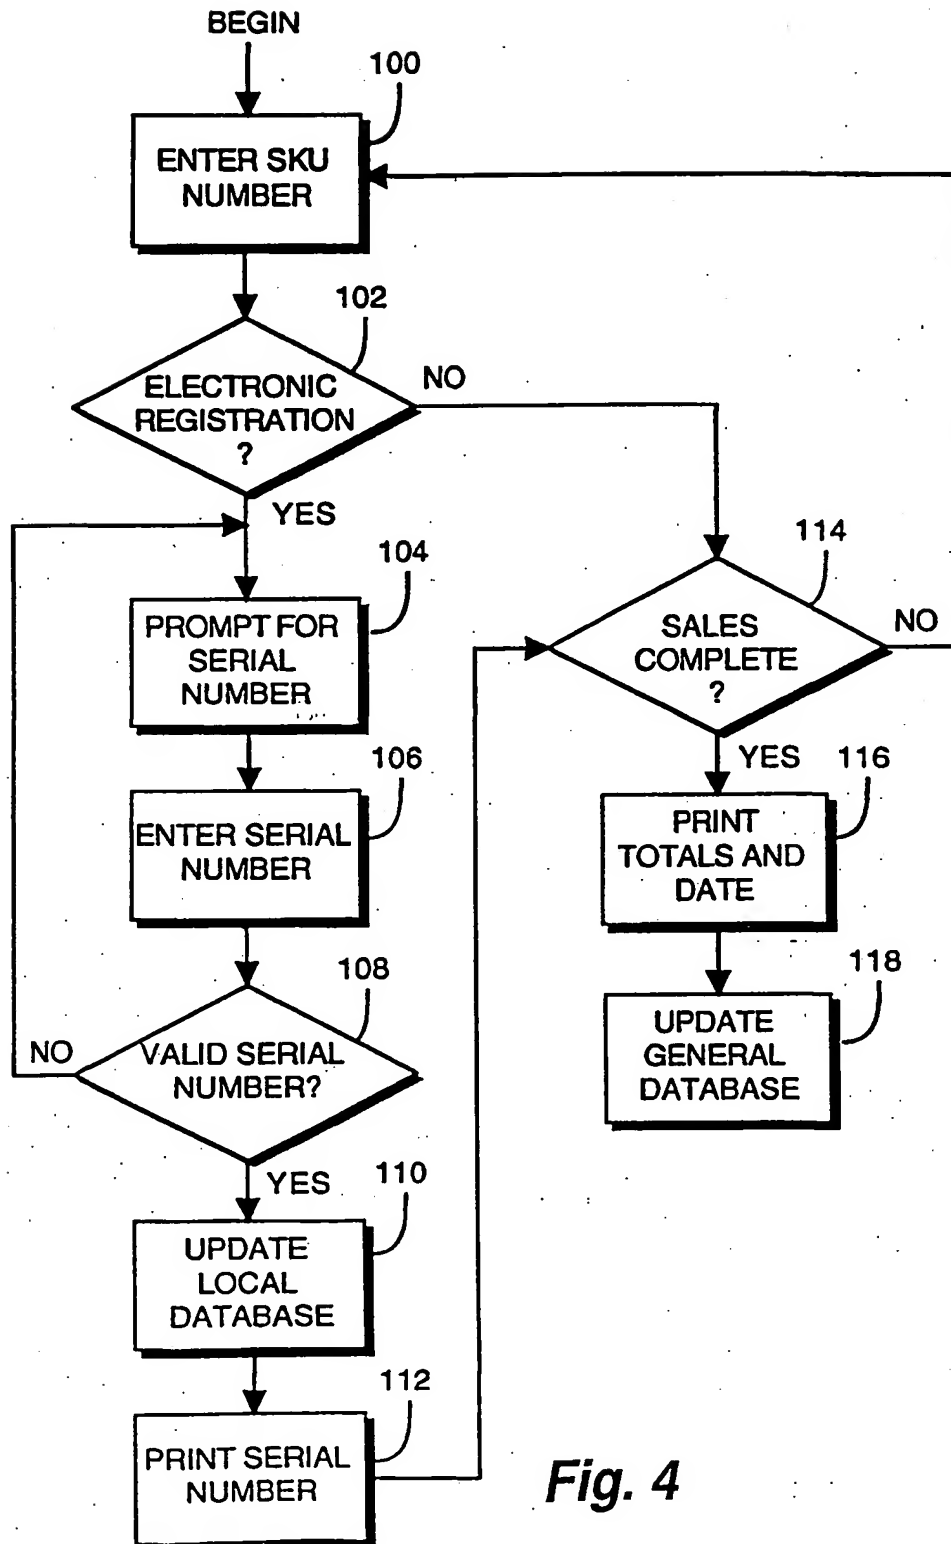 BEGIN
100
ENTER SKU
NUMBER
102
ELECTRONIC
REGISTRATION
?
NO
YES
104
PROMPT FOR
SERIAL
NUMBER
106
ENTER SERIAL
NUMBER
108
VALID SERIAL
NUMBER?
NO
YES
110
UPDATE
LOCAL
DATABASE
112
PRINT SERIAL
NUMBER
114
SALES
COMPLETE
?
NO
YES
116
PRINT
TOTALS AND
DATE
118
UPDATE
GENERAL
DATABASE
Fig. 4